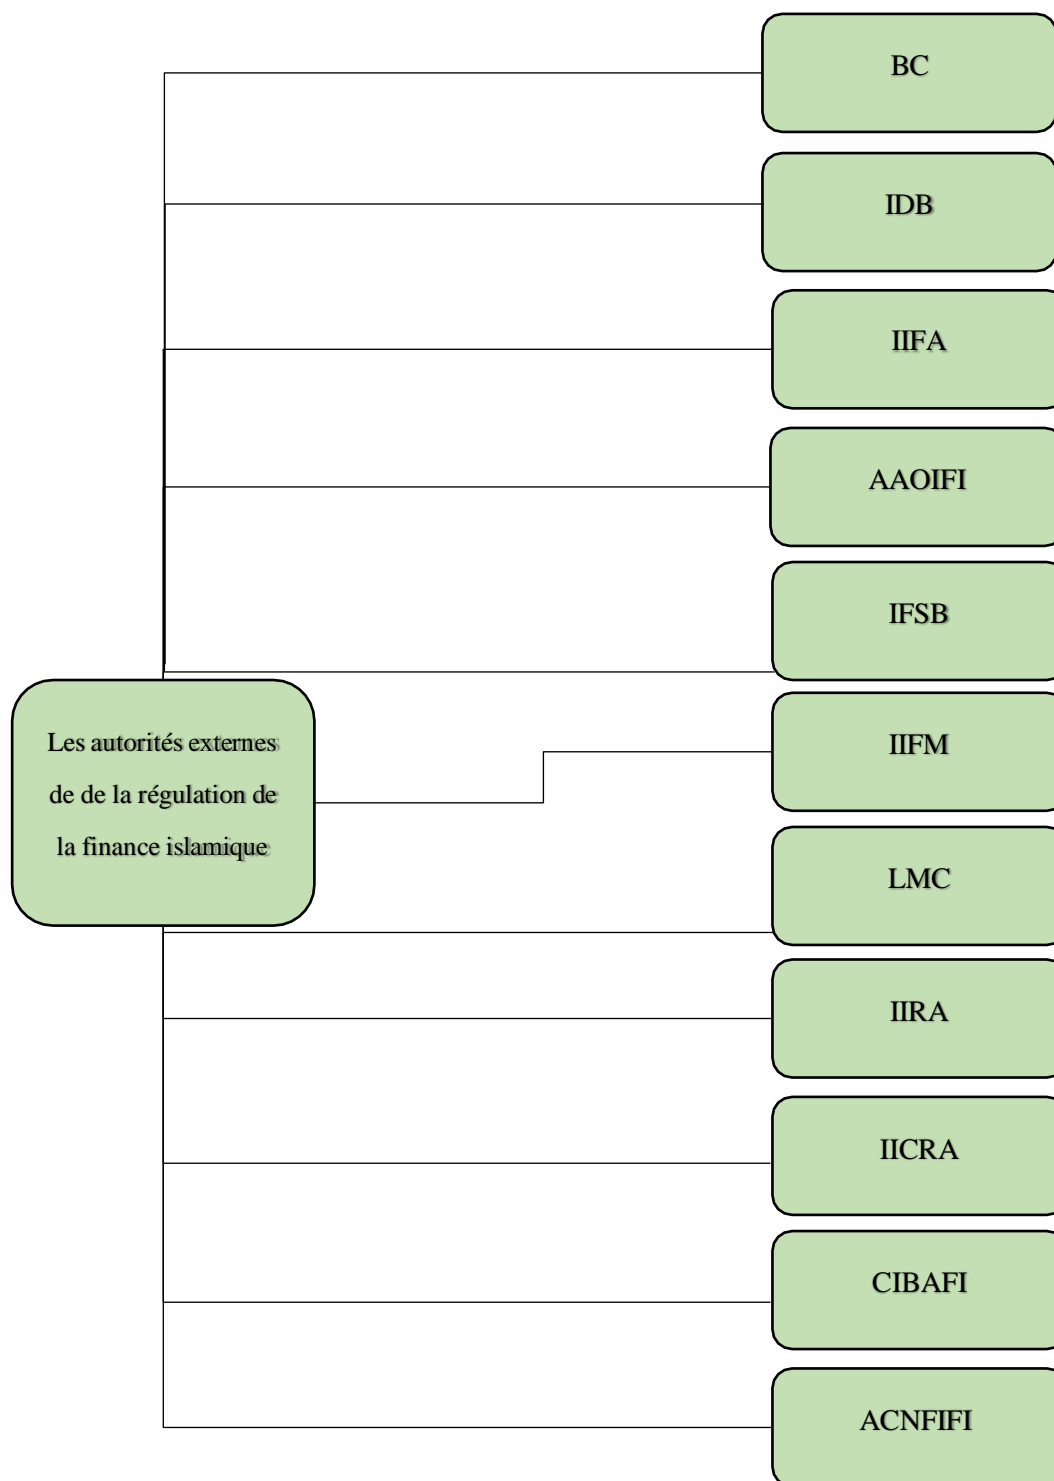 BC
IDB
IIFA
AAOIFI
IFSB
Les autorités externes
de de la régulation de
la finance islamique
IIFM
LMC
IIRA
IICRA
CIBAFI
ACNFIFI